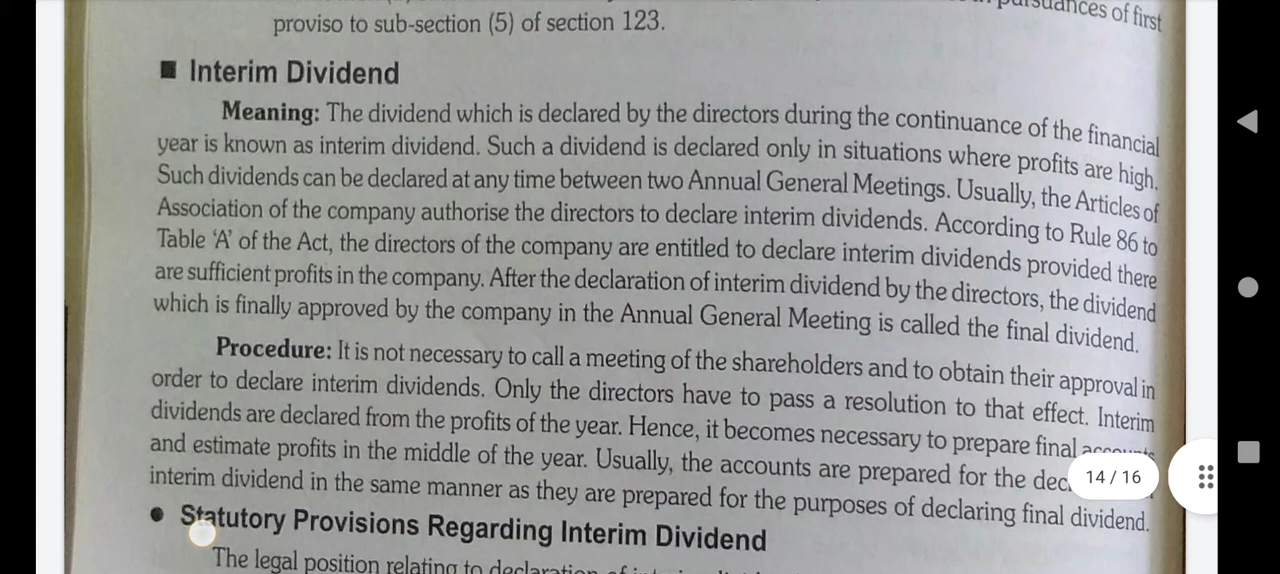 pursuances of first
proviso to sub-section (5) of section 123.
■ Interim Dividend
Meaning: The dividend which is declared by the directors during the continuance of the financial
year is known as interim dividend. Such a dividend is declared only in situations where profits are high.
Such dividends can be declared at any time between two Annual General Meetings. Usually, the Articles of
Association of the company authorise the directors to declare interim dividends. According to Rule 86 to
Table 'A' of the Act, the directors of the company are entitled to declare interim dividends provided there
are sufficient profits in the company. After the declaration of interim dividend by the directors, the dividend
which is finally approved by the company in the Annual General Meeting is called the final dividend.
Procedure: It is not necessary to call a meeting of the shareholders and to obtain their approval in
order to declare interim dividends. Only the directors have to pass a resolution to that effect. Interim
dividends are declared from the profits of the year. Hence, it becomes necessary to prepare final accounts
and estimate profits in the middle of the year. Usually, the accounts are prepared for the
14 / 16
interim dividend in the same manner as they are prepared for the purposes of declaring final dividend.
● Statutory Provisions Regarding Interim Dividend
The legal position relating to declaration of